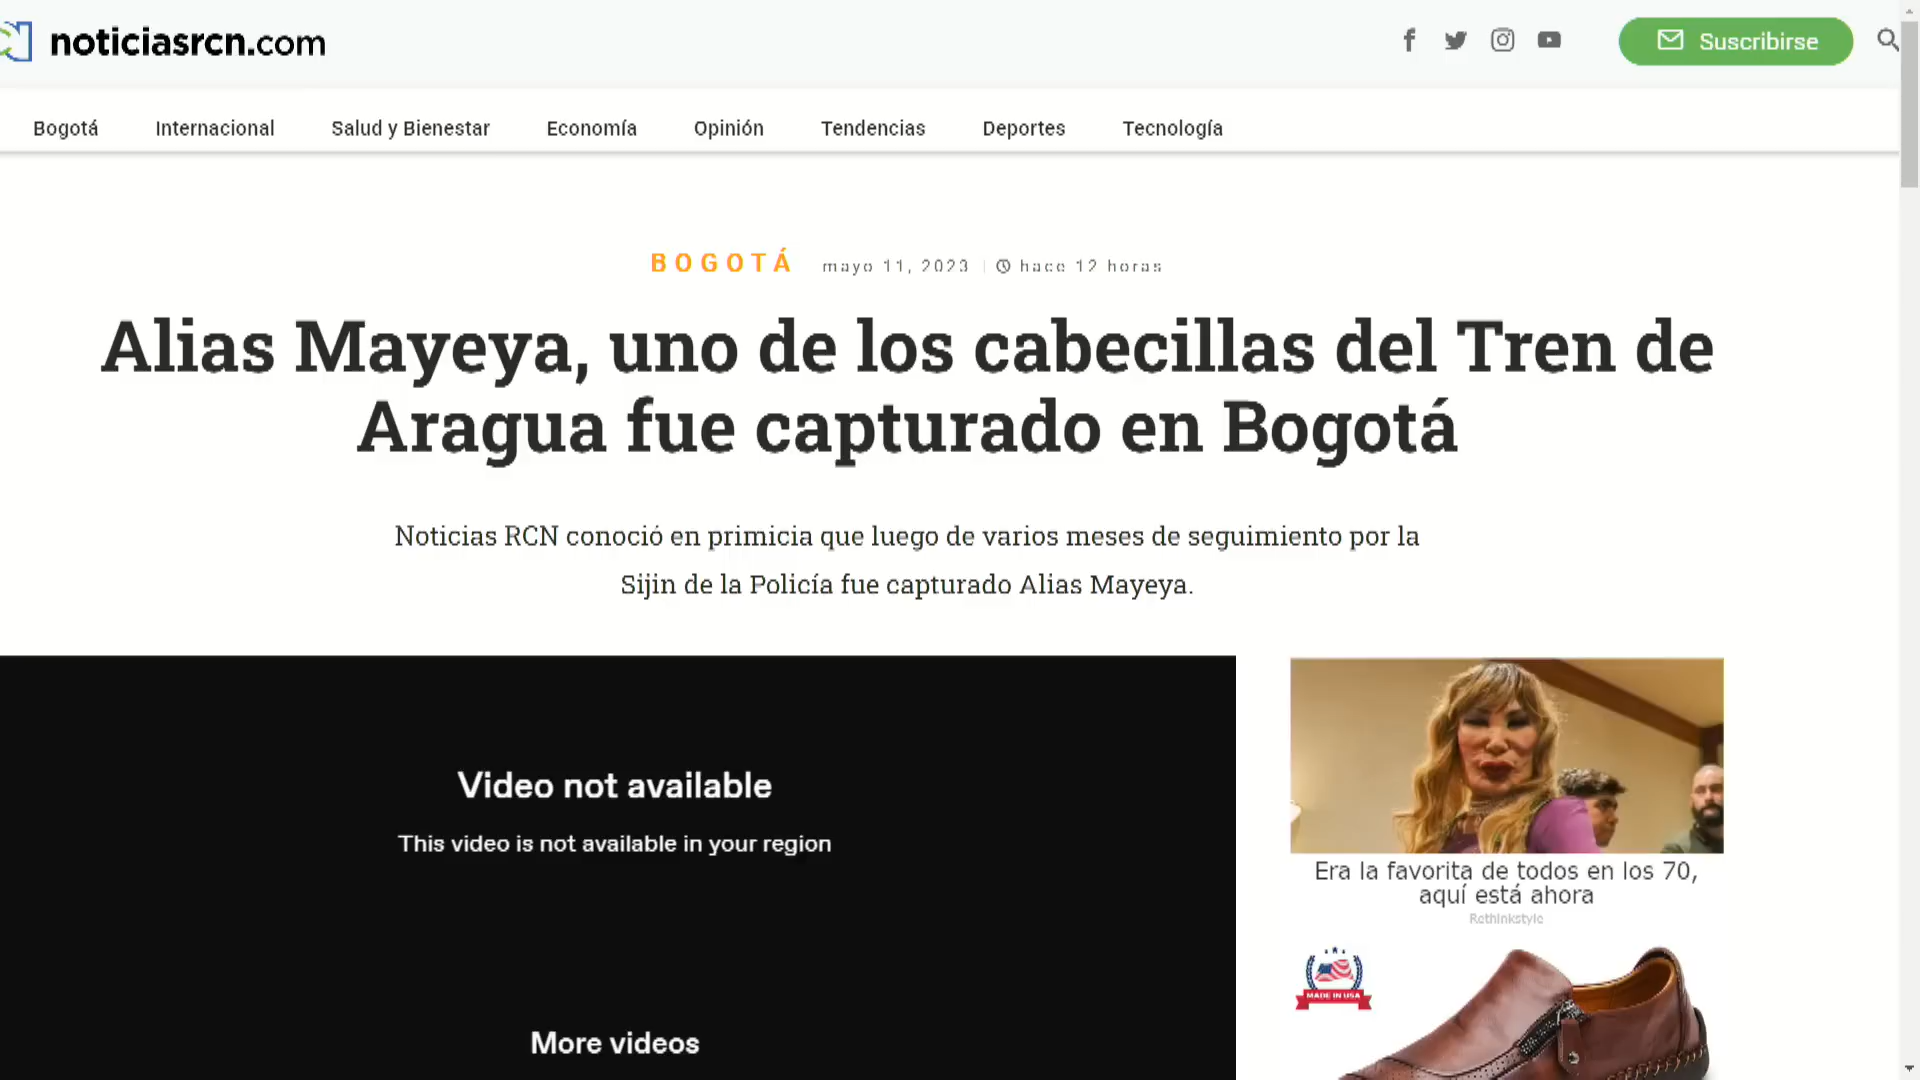 noticiasrcn.com
Suscribirse
Bogotá Internacional Salud y Bienestar Economía Opinión Tendencias Deportes Tecnología
BOGOTÁ mayo 11, 2023 | hace 12 horas
Alias Mayeya, uno de los cabecillas del Tren de
Aragua fue capturado en Bogotá
Noticias RCN conoció en primicia que luego de varios meses de seguimiento por la
Sijin de la Policía fue capturado Alias Mayeya.
Video not available
This video is not available in your region
More videos
Era la favorita de todos en los 70,
aquí está ahora
Rethinkstyle
MADE IN USA